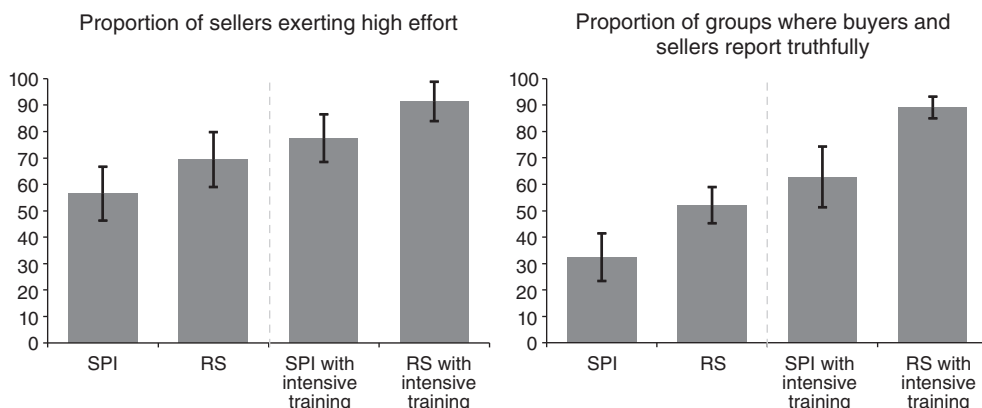 Proportion of sellers exerting high effort
100
90
80
70
60
50
40
30
20
10
0
SPI
RS
SPI with
intensive
training
RS with
intensive
training
Proportion of groups where buyers and
sellers report truthfully
100
90
80
70
60
50
40
30
20
10
0
SPI
RS
SPI with
intensive
training
RS with
intensive
training